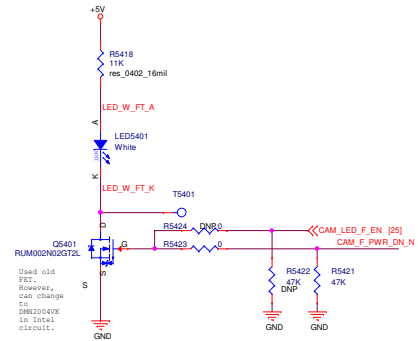 +5V
R5418
11K
res_0402_16mil
LED_W_FT_A
A
LED5401
White
WHT
K
LED_W_FT_K
T5401
D
R5424 DNP 0
CAM_LED_F_EN [25]
Q5401
RUM002N02GT2L
G
R5423 0
CAM_F_PWR_DN_N
S
S
Used old
FET.
However,
can change
to
DMN2004VK
in Intel
circuit.
R5422
47K
DNP
R5421
47K
GND
GND
GND